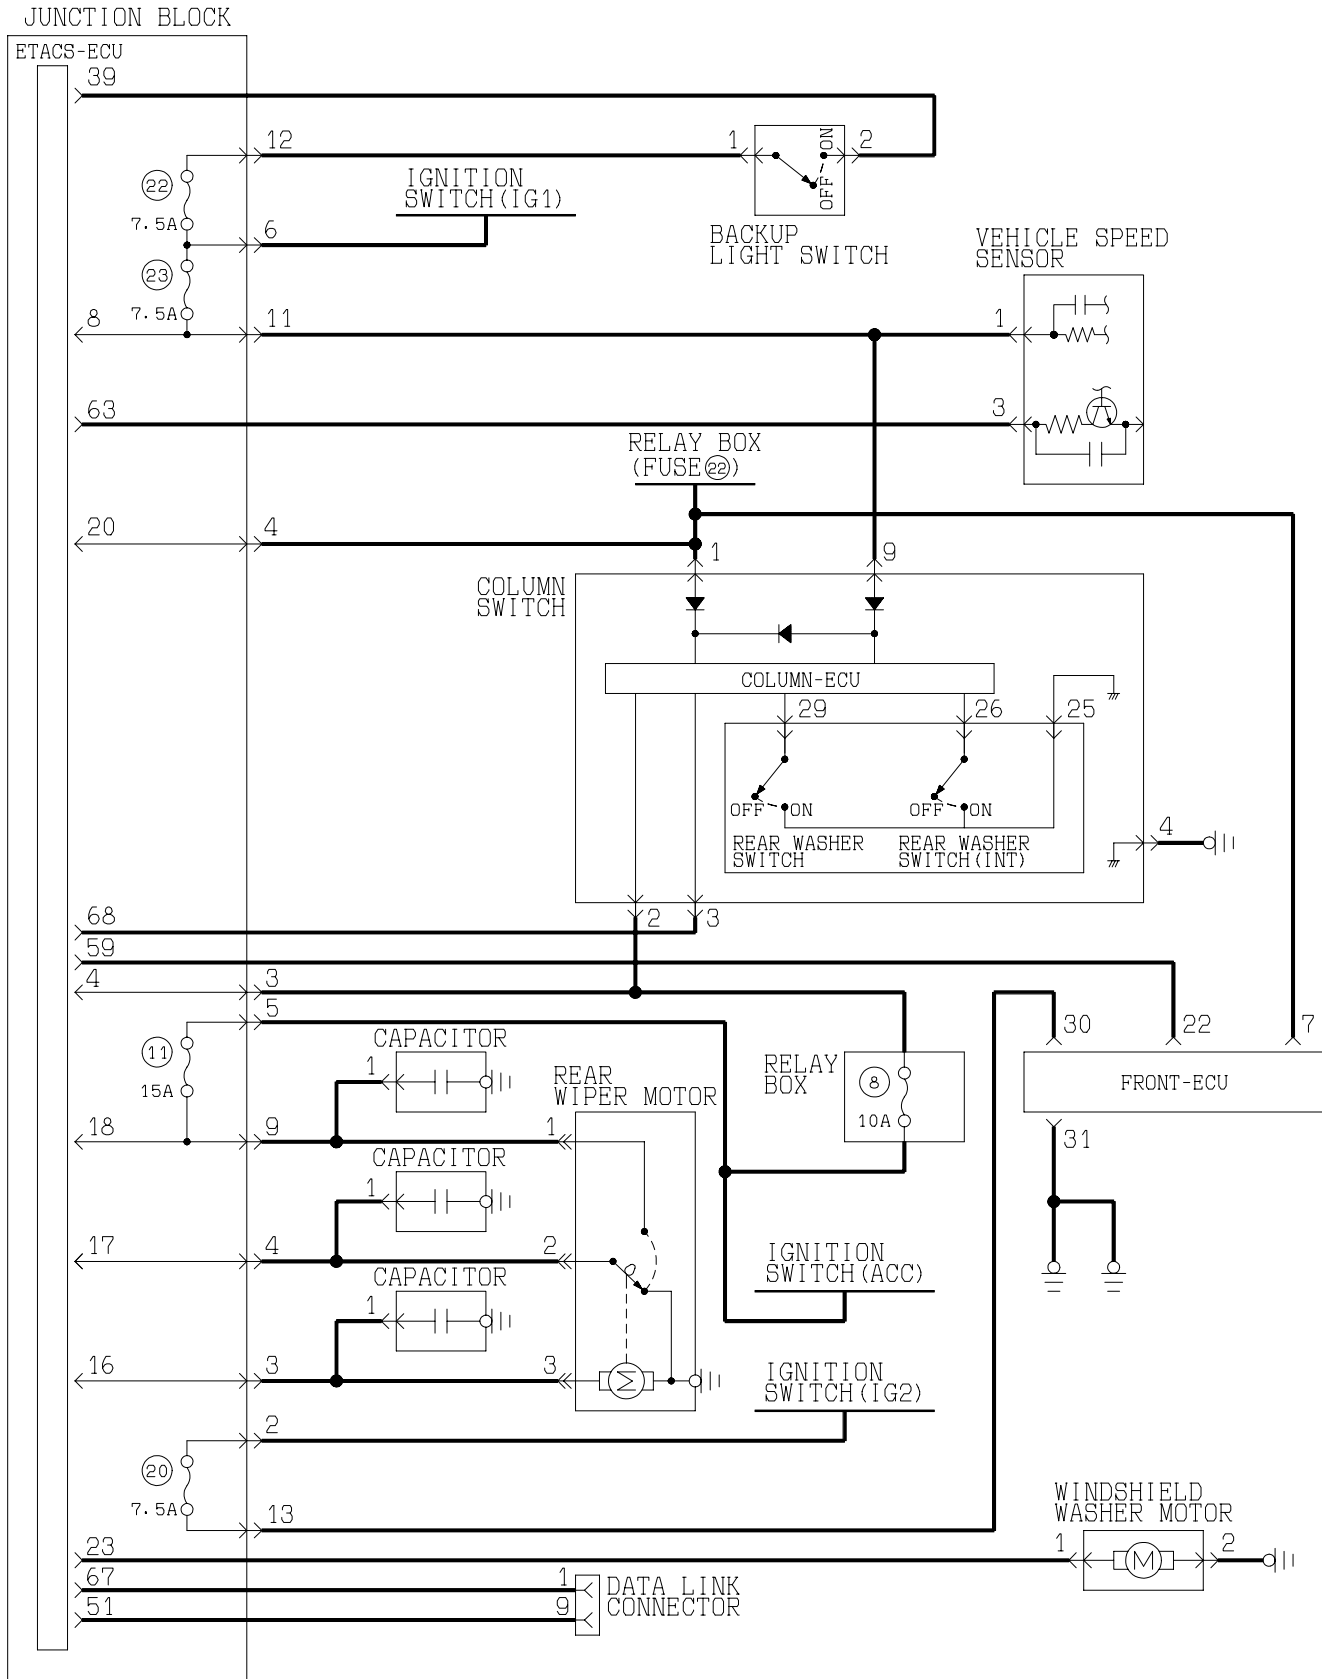 JUNCTION BLOCK
ETACS-ECU
39
12
1
2
ON
OFF
22
IGNITION
SWITCH(IG1)
7.5A
6
BACKUP
LIGHT SWITCH
VEHICLE SPEED
SENSOR
23
7.5A
8
11
1
63
3
RELAY BOX
(FUSE 22)
20
4
1
9
COLUMN
SWITCH
COLUMN-ECU
29
26
25
OFF
ON
OFF
ON
REAR WASHER
SWITCH
REAR WASHER
SWITCH(INT)
4
68
2
3
59
4
3
5
30
22
7
11
CAPACITOR
1
15A
REAR
WIPER MOTOR
RELAY
BOX
8
10A
FRONT-ECU
18
9
1
31
CAPACITOR
1
17
4
2
IGNITION
SWITCH(ACC)
CAPACITOR
1
16
3
3
M
IGNITION
SWITCH(IG2)
2
20
7.5A
13
WINDSHIELD
WASHER MOTOR
23
1
M
2
67
1
DATA LINK
CONNECTOR
51
9